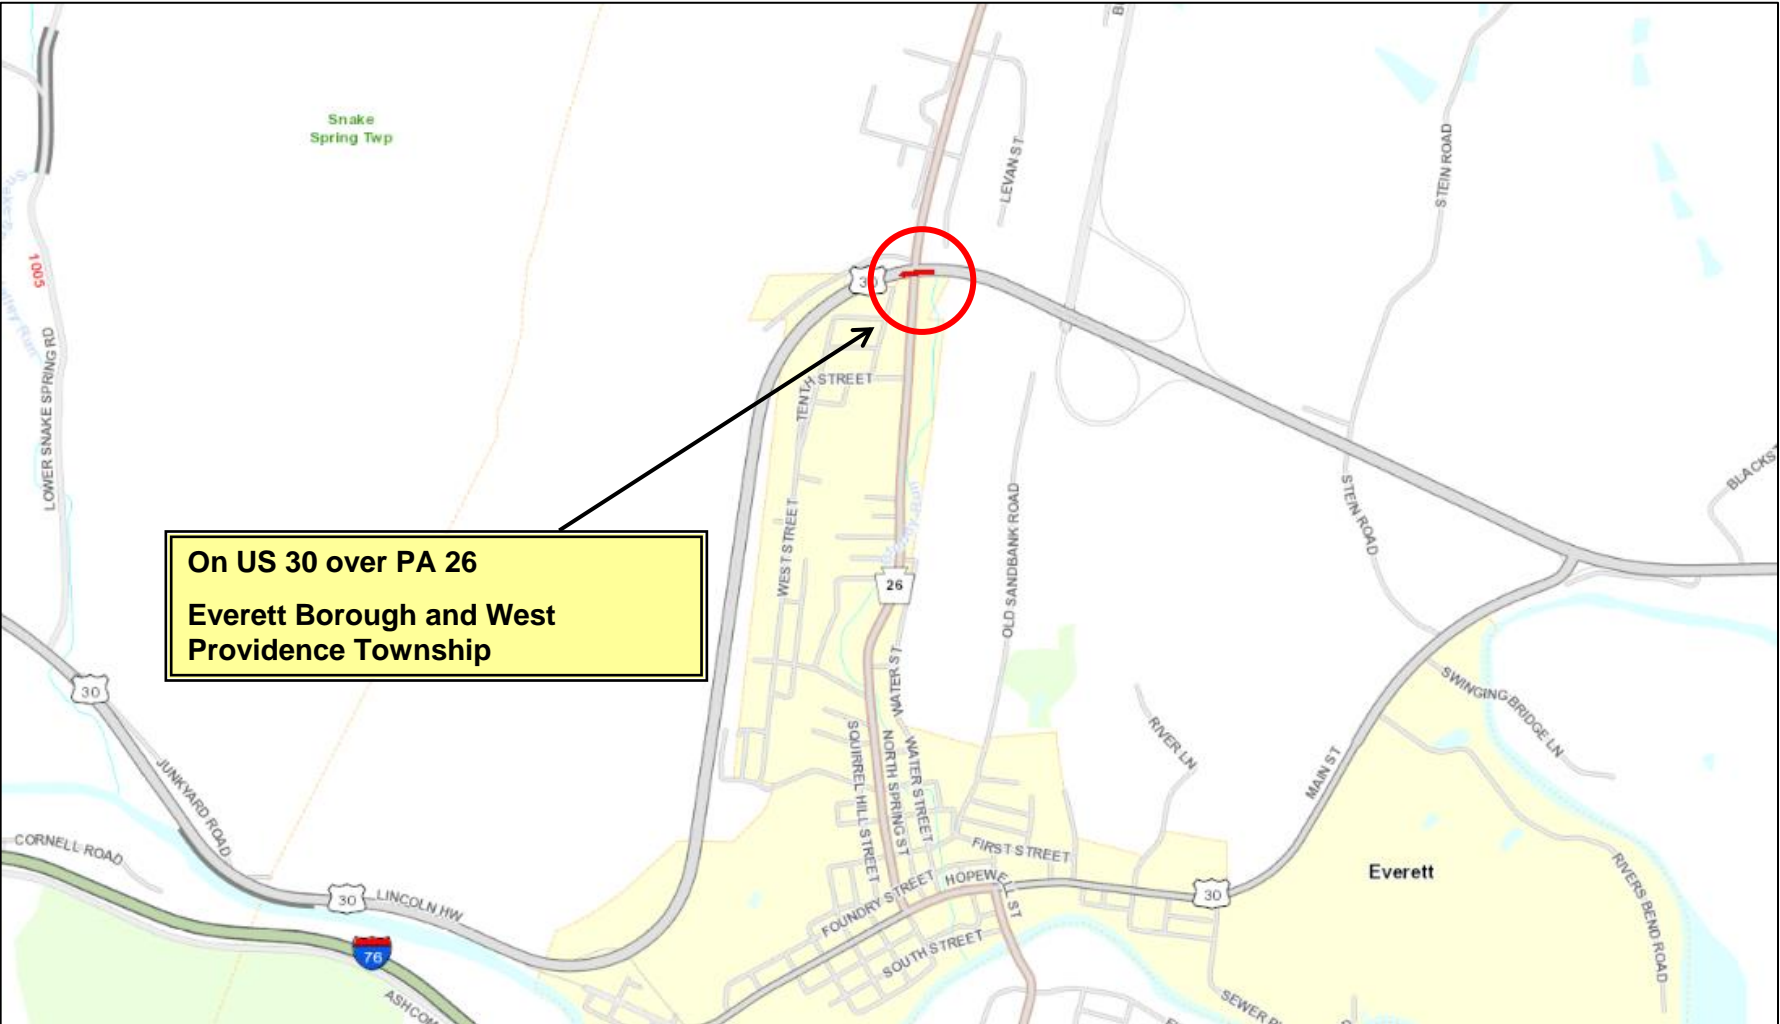 Snake
Spring Twp
LEVAN ST
STEIN ROAD
1005
30
LOWER SNAKE SPRING RD
TENTH STREET
STEIN ROAD
WEST STREET
OLD SANDBANK ROAD
On US 30 over PA 26
Everett Borough and West
Providence Township
26
WATER ST
30
SWINGING BRIDGE LN
RIVER LN
JUNKYARD ROAD
SQUIRREL HILL STREET
NORTH SPRING ST
WATER STREET
MAIN ST
CORNELL ROAD
FIRST STREET
Everett
HOPEWELL ST
30
LINCOLN HW
30
FOUNDRY STREET
RIVERS BEND ROAD
SOUTH STREET
76